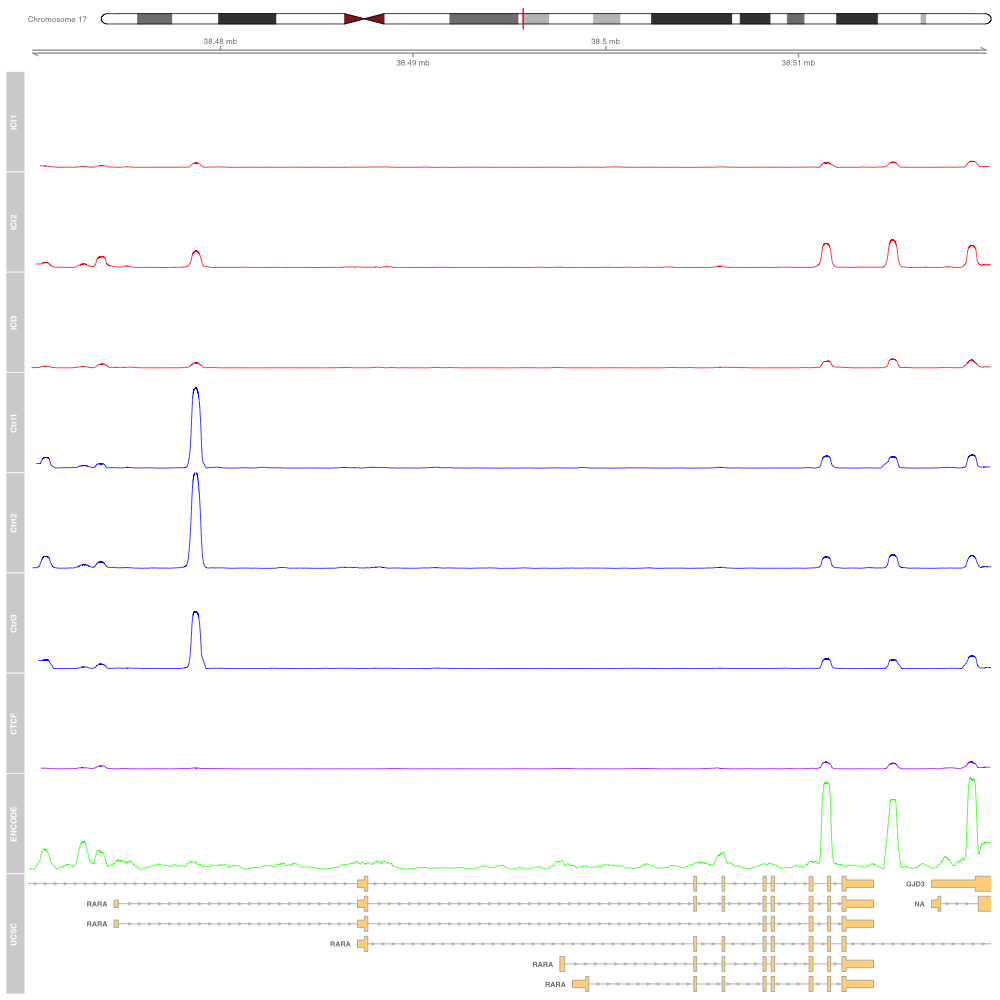 Chromosome 17
38.48 mb
38.5 mb
38.49 mb
38.51 mb
ICI1
ICI2
ICI3
Ctrl1
Ctrl2
Ctrl3
CTCF
ENCODE
UCSC
GJD3
RARA
NA
RARA
RARA
RARA
RARA